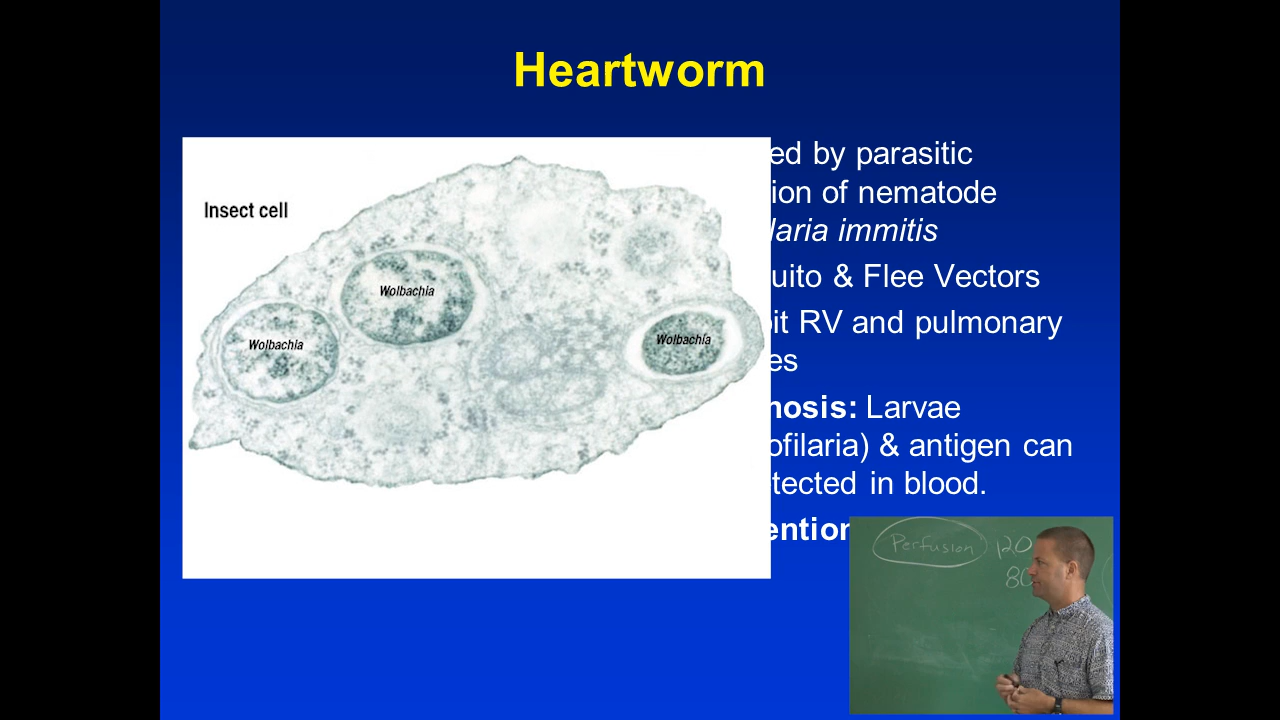 Heartworm
Insect cell
Wolbachia
Wolbachia
Wolbachia
ed by parasitic
ion of nematode
laria immitis
uito & Flee Vectors
it RV and pulmonary
es
nosis: Larvae
ofilaria) & antigen can
tected in blood.
ention
Perfusion
120
80